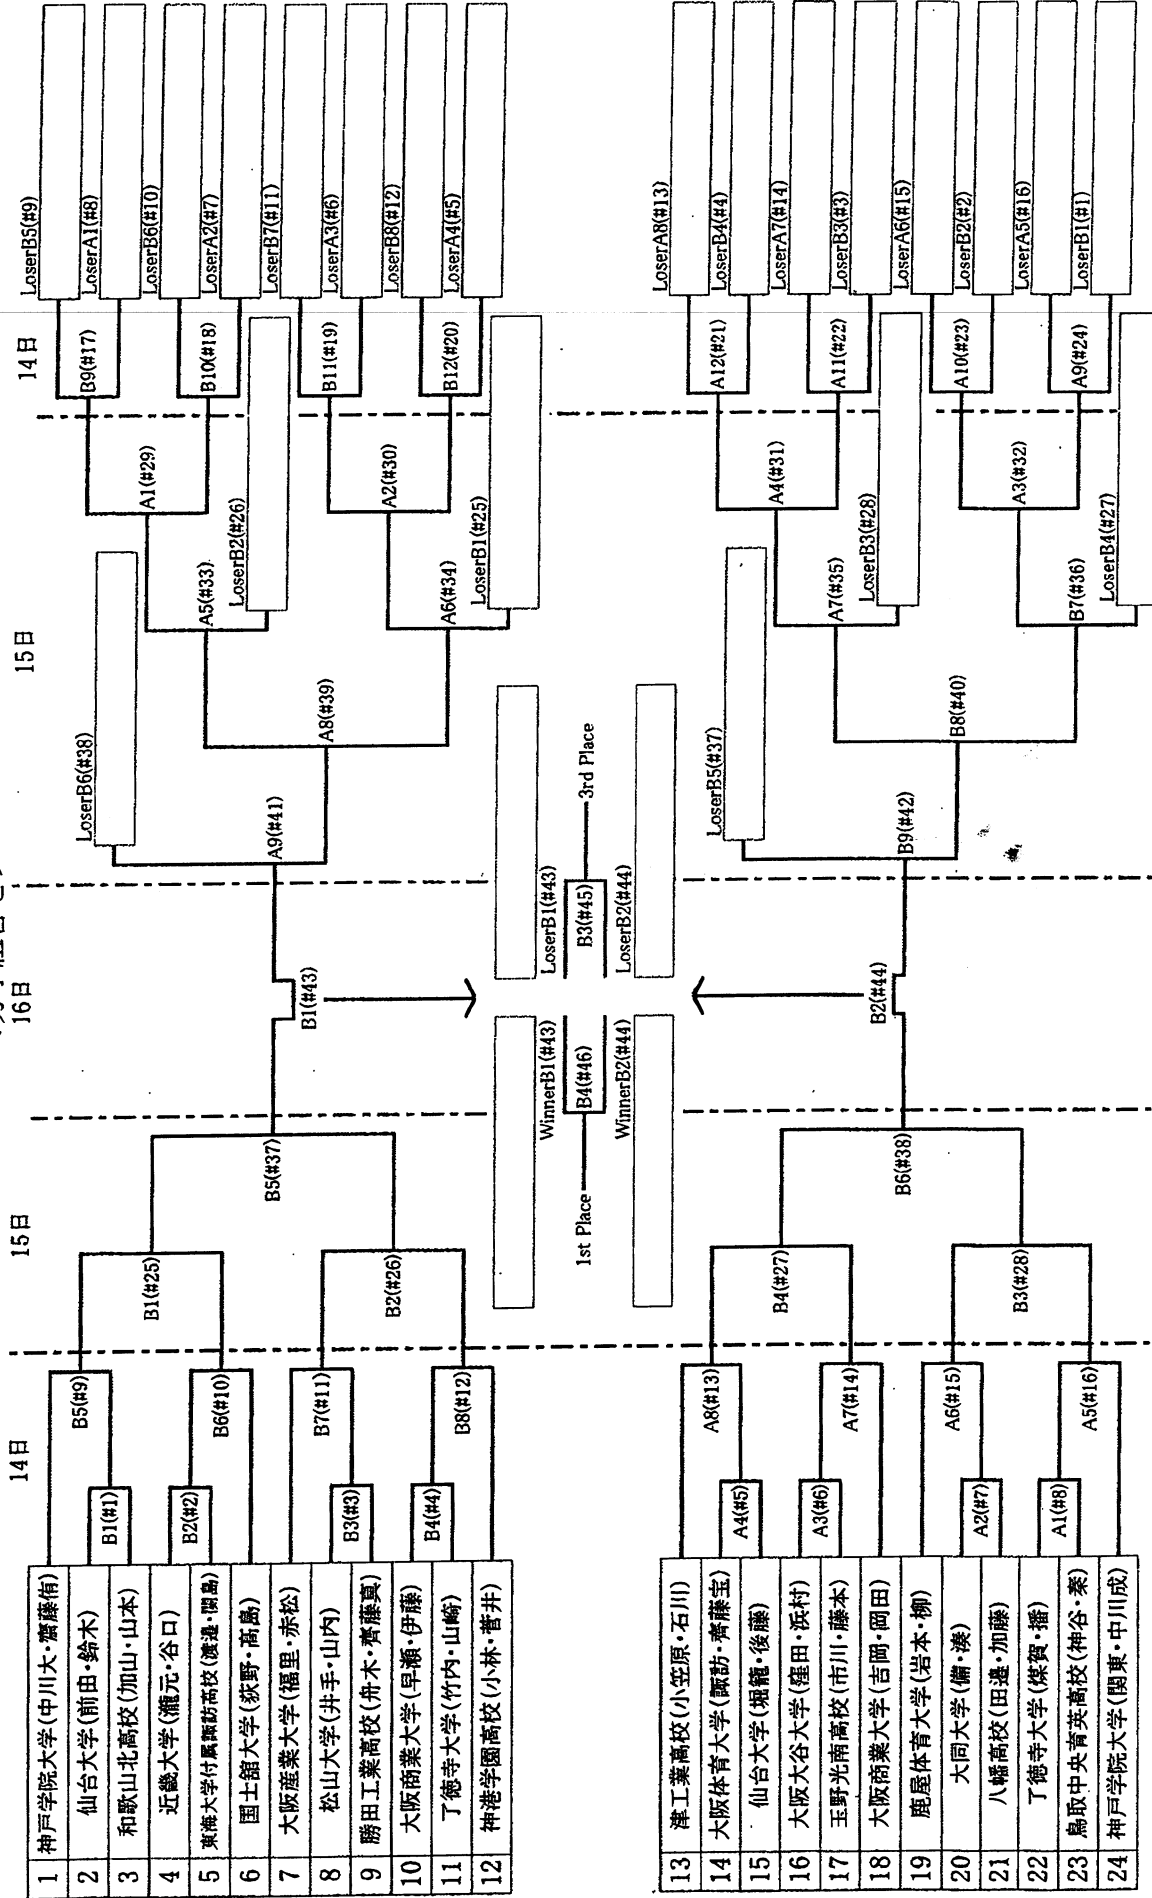 14日
15日
16日
15日
14日
1 神戸学院大学(中川大・齋藤侑)
2 仙台大学(前田・鈴木)
3 和歌山北高校(加山・山本)
4 近畿大学(瀧元・谷口)
5 東海大学付属諏訪高校(渡邉・関島)
6 国士舘大学(荻野・髙島)
7 大阪産業大学(福里・赤松)
8 松山大学(井手・山内)
9 勝田工業高校(舟木・齊藤真)
10 大阪商業大学(早瀬・伊藤)
11 了徳寺大学(竹内・山崎)
12 神港学園高校(小林・菅井)
13 津工業高校(小笠原・石川)
14 大阪体育大学(諏訪・齊藤宝)
15 仙台大学(堀籠・後藤)
16 大阪大谷大学(窪田・浜村)
17 玉野光南高校(市川・藤本)
18 大阪商業大学(吉岡・岡田)
19 鹿屋体育大学(岩本・柳)
20 大同大学(備・湊)
21 八幡高校(田邉・加藤)
22 了徳寺大学(煤賀・播)
23 鳥取中央育英高校(神谷・秦)
24 神戸学院大学(関東・中川成)
B1(#1)
B2(#2)
B3(#3)
B4(#4)
A4(#5)
A3(#6)
A2(#7)
A1(#8)
B5(#9)
B6(#10)
B7(#11)
B8(#12)
A8(#13)
A7(#14)
A6(#15)
A5(#16)
B1(#25)
B2(#26)
B4(#27)
B3(#28)
B5(#37)
B6(#38)
B1(#43)
B2(#44)
1st Place
B4(#46)
WinnerB1(#43)
WinnerB2(#44)
LoserB1(#43)
B3(#45)
LoserB2(#44)
3rd Place
A9(#41)
B9(#42)
LoserB6(#38)
A8(#39)
LoserB5(#37)
B8(#40)
A5(#33)
LoserB2(#26)
A6(#34)
LoserB1(#25)
A7(#35)
LoserB3(#28)
B7(#36)
LoserB4(#27)
A1(#29)
A2(#30)
A4(#31)
A3(#32)
B9(#17)
B10(#18)
B11(#19)
B12(#20)
A12(#21)
A11(#22)
A10(#23)
A9(#24)
LoserB5(#9)
LoserA1(#8)
LoserB6(#10)
LoserA2(#7)
LoserB7(#11)
LoserA3(#6)
LoserB8(#12)
LoserA4(#5)
LoserA8(#13)
LoserB4(#4)
LoserA7(#14)
LoserB3(#3)
LoserA6(#15)
LoserB2(#2)
LoserA5(#16)
LoserB1(#1)